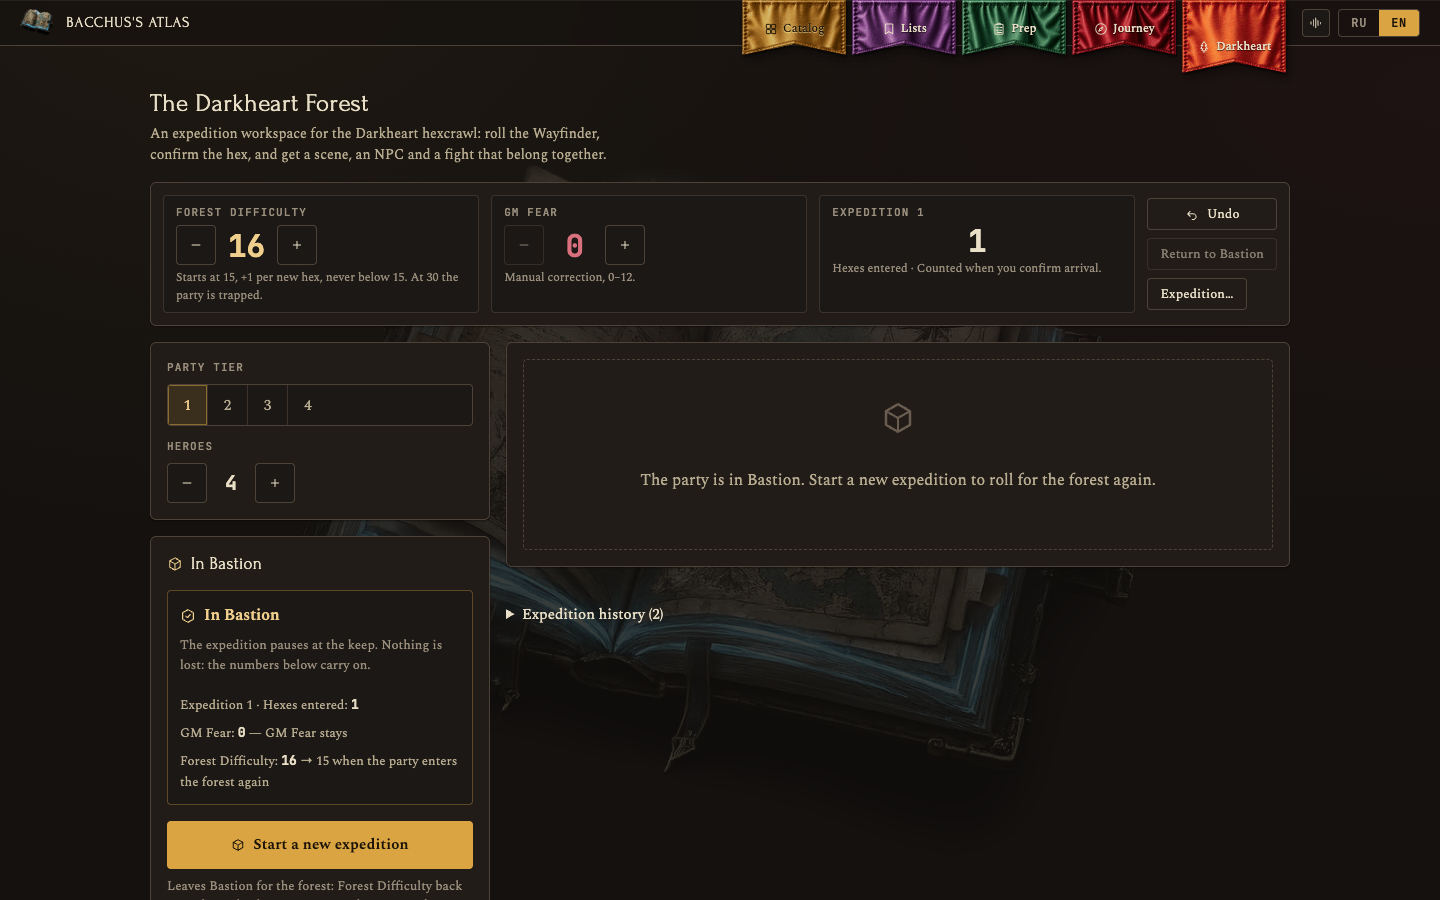 BACCHUS'S ATLAS
Catalog
Lists
Prep
Journey
Darkheart
RU
EN
The Darkheart Forest
An expedition workspace for the Darkheart hexcrawl: roll the Wayfinder,
confirm the hex, and get a scene, an NPC and a fight that belong together.
FOREST DIFFICULTY
− 16 +
Starts at 15, +1 per new hex, never below 15. At 30 the
party is trapped.
GM FEAR
− 0 +
Manual correction, 0–12.
EXPEDITION 1
1
Hexes entered · Counted when you confirm arrival.
Undo
Return to Bastion
Expedition…
PARTY TIER
1 2 3 4
HEROES
− 4 +
The party is in Bastion. Start a new expedition to roll for the forest again.
Expedition history (2)
In Bastion
In Bastion
The expedition pauses at the keep. Nothing is
lost: the numbers below carry on.
Expedition 1 · Hexes entered: 1
GM Fear: 0 — GM Fear stays
Forest Difficulty: 16 → 15 when the party enters
the forest again
Start a new expedition
Leaves Bastion for the forest: Forest Difficulty back